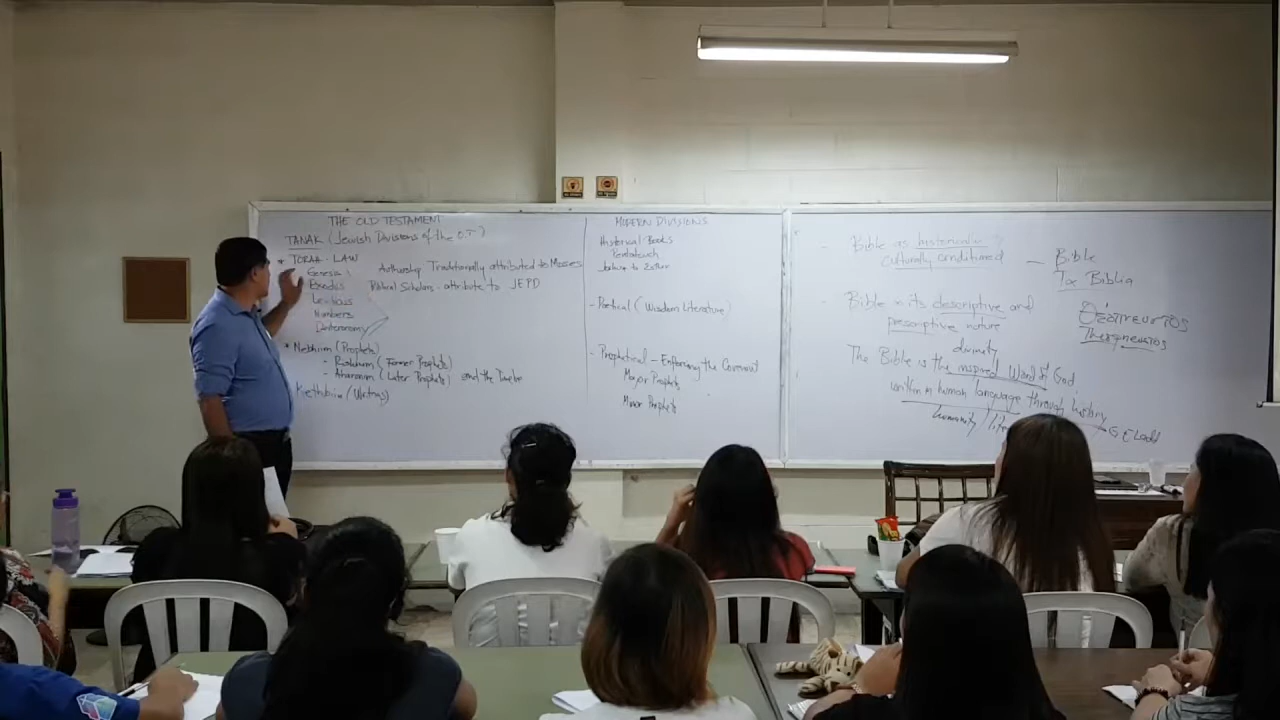 THE OLD TESTAMENT
TANAK (Jewish Divisions of the O.T)
* TORAH - LAW
Genesis
Exodus
Leviticus
Numbers
Deuteronomy
Authorship Traditionally attributed to Moses
Biblical Scholars - attribute to JEPD
* Nebhiim (Prophets)
- (Former Prophets)
- (Later Prophets) and the Twelve
Kethubim (Writings)
MODERN DIVISIONS
Historical Books
Pentateuch
Joshua to Esther
- Poetical (Wisdom Literature)
- Prophetical - Enforcing the Covenant
Major Prophets
Minor Prophets
- Bible as historically &
culturally conditioned
- Bible in its descriptive and
prescriptive nature
divinity
The Bible is the inspired Word of God
written in human language through history
humanity /
G E Ladd
- Bible
Ta Biblia
Θεόπνευστος
Theopneustos